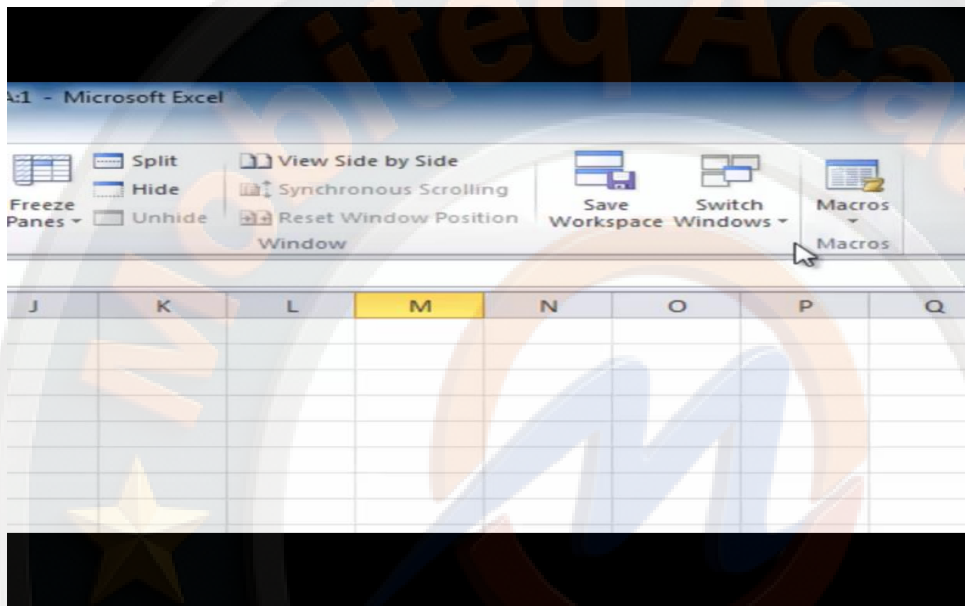 A:1 - Microsoft Excel
Split
Hide
Unhide
Freeze
Panes
View Side by Side
Synchronous Scrolling
Reset Window Position
Window
Save
Workspace
Switch
Windows
Macros
Macros
J K L M N O P Q
Mobiteq Aca